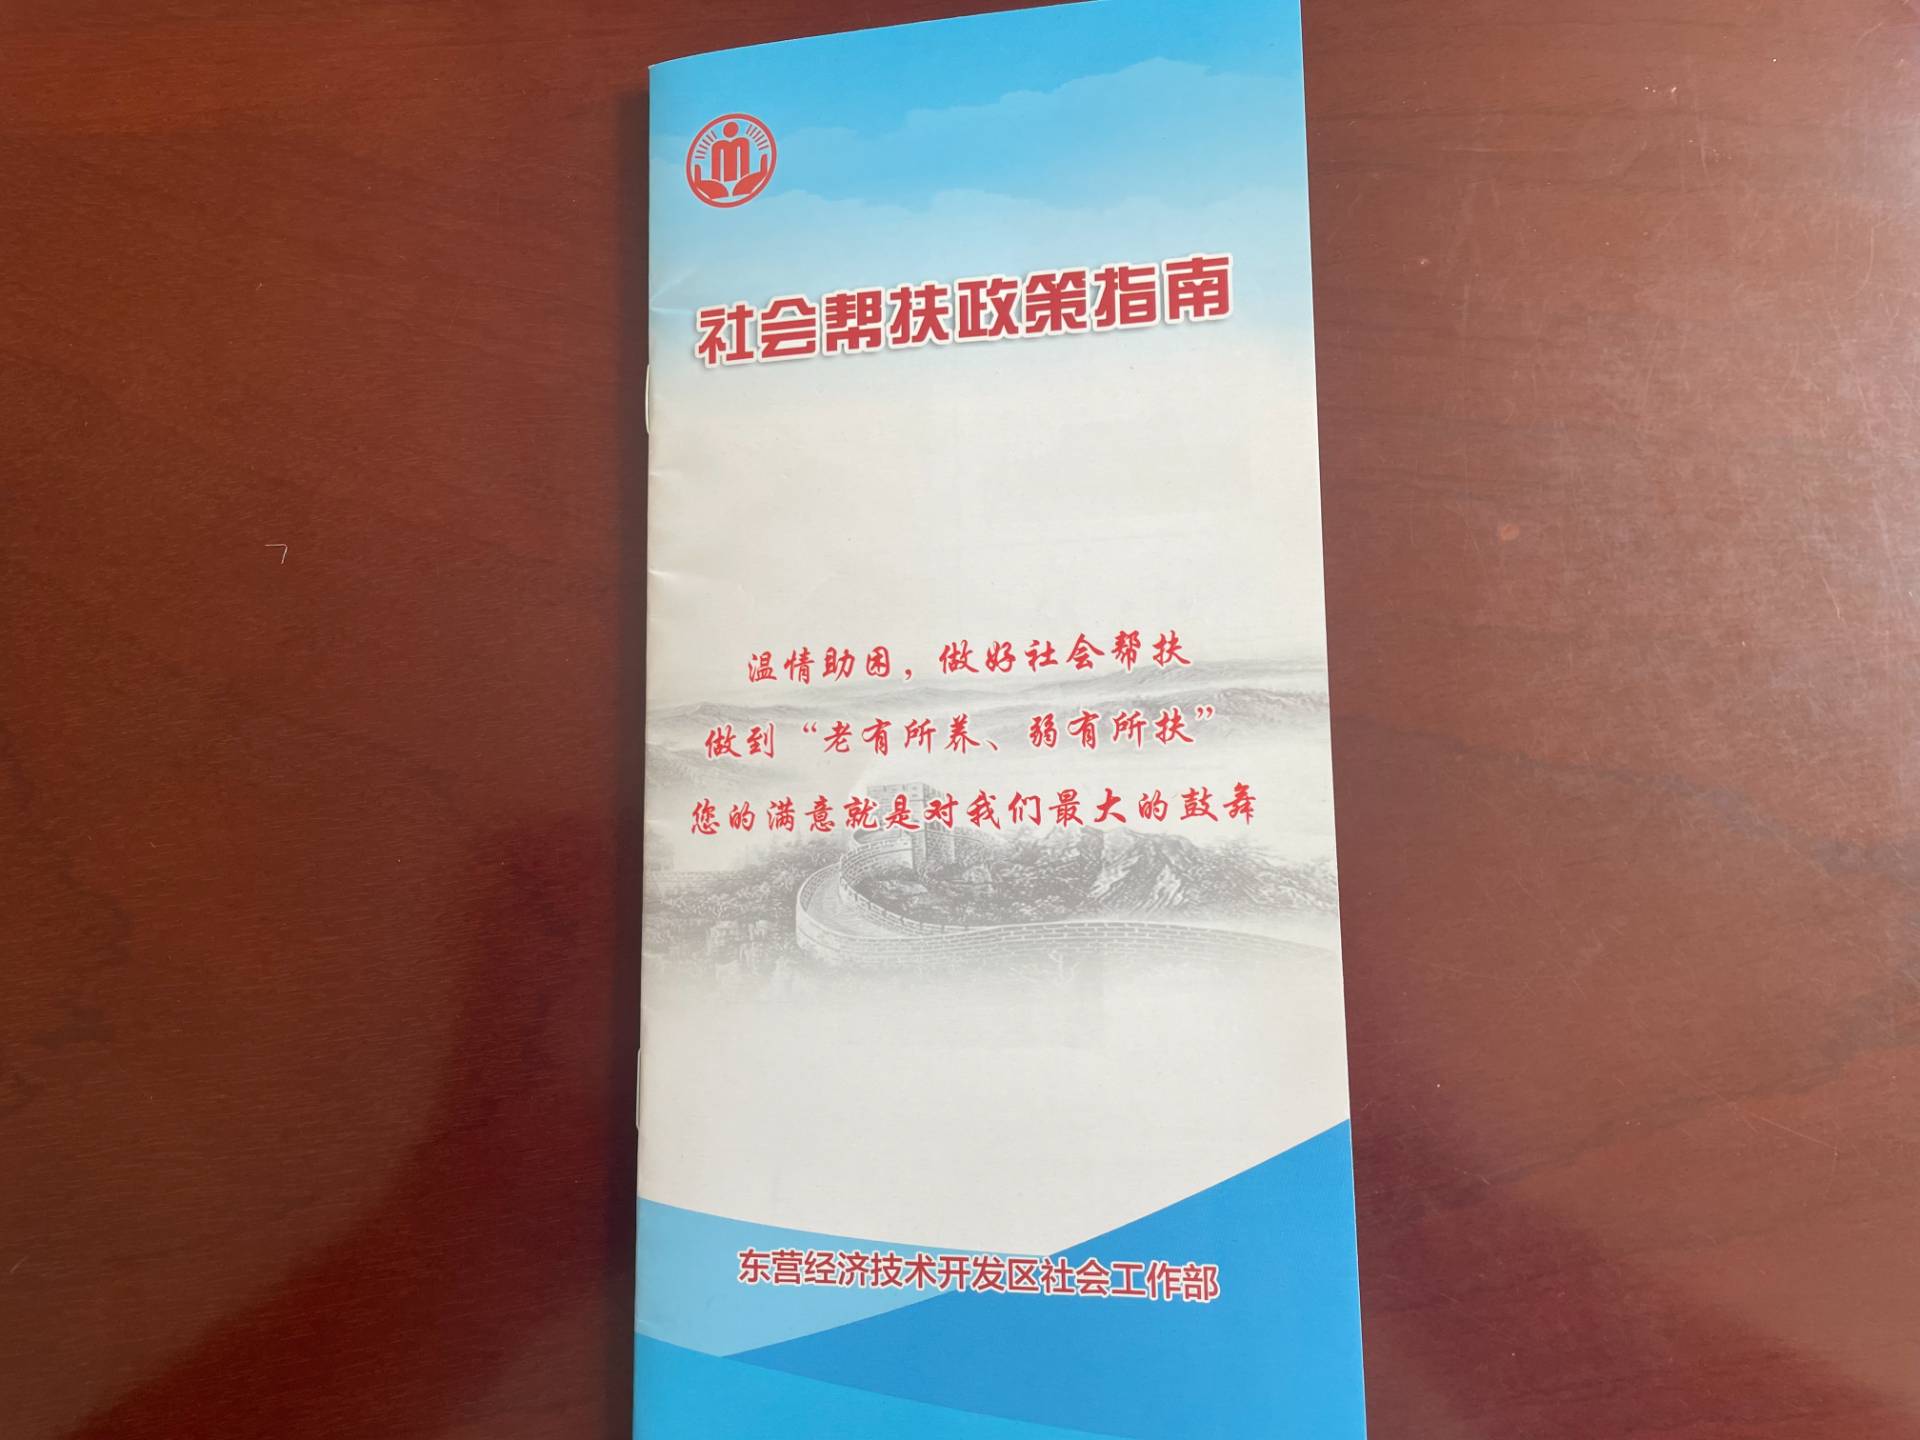 社会帮扶政策指南
温情助困，做好社会帮扶
做到“老有所养、弱有所扶”
您的满意就是对我们最大的鼓舞
东营经济技术开发区社会工作部